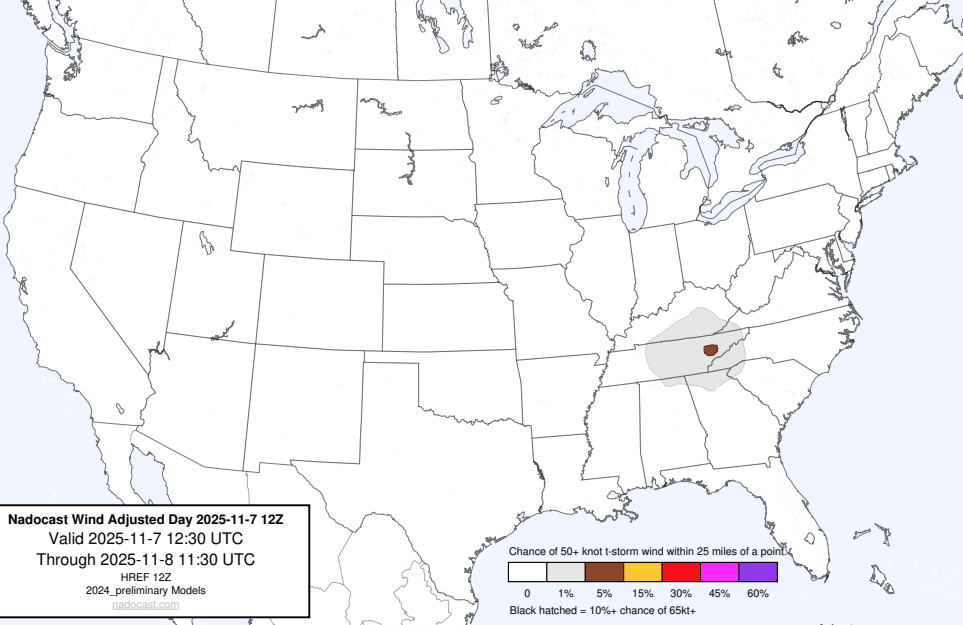 Nadocast Wind Adjusted Day 2025-11-7 12Z
Valid 2025-11-7 12:30 UTC
Through 2025-11-8 11:30 UTC
HREF 12Z
2024_preliminary Models
nadocast.com
Chance of 50+ knot t-storm wind within 25 miles of a point.
0 1% 5% 15% 30% 45% 60%
Black hatched = 10%+ chance of 65kt+